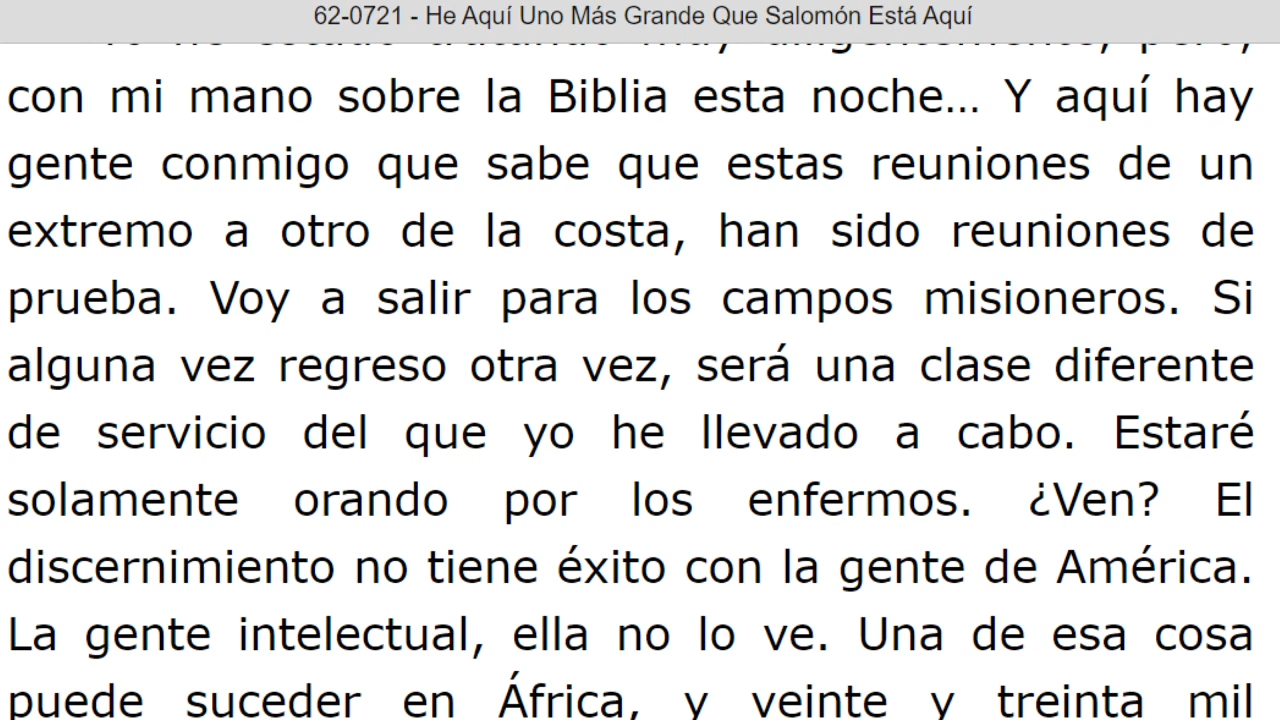 62-0721 - He Aquí Uno Más Grande Que Salomón Está Aquí
con mi mano sobre la Biblia esta noche... Y aquí hay
gente conmigo que sabe que estas reuniones de un
extremo a otro de la costa, han sido reuniones de
prueba. Voy a salir para los campos misioneros. Si
alguna vez regreso otra vez, será una clase diferente
de servicio del que yo he llevado a cabo. Estaré
solamente orando por los enfermos. ¿Ven? El
discernimiento no tiene éxito con la gente de América.
La gente intelectual, ella no lo ve. Una de esa cosa
puede suceder en África, y veinte y treinta mil